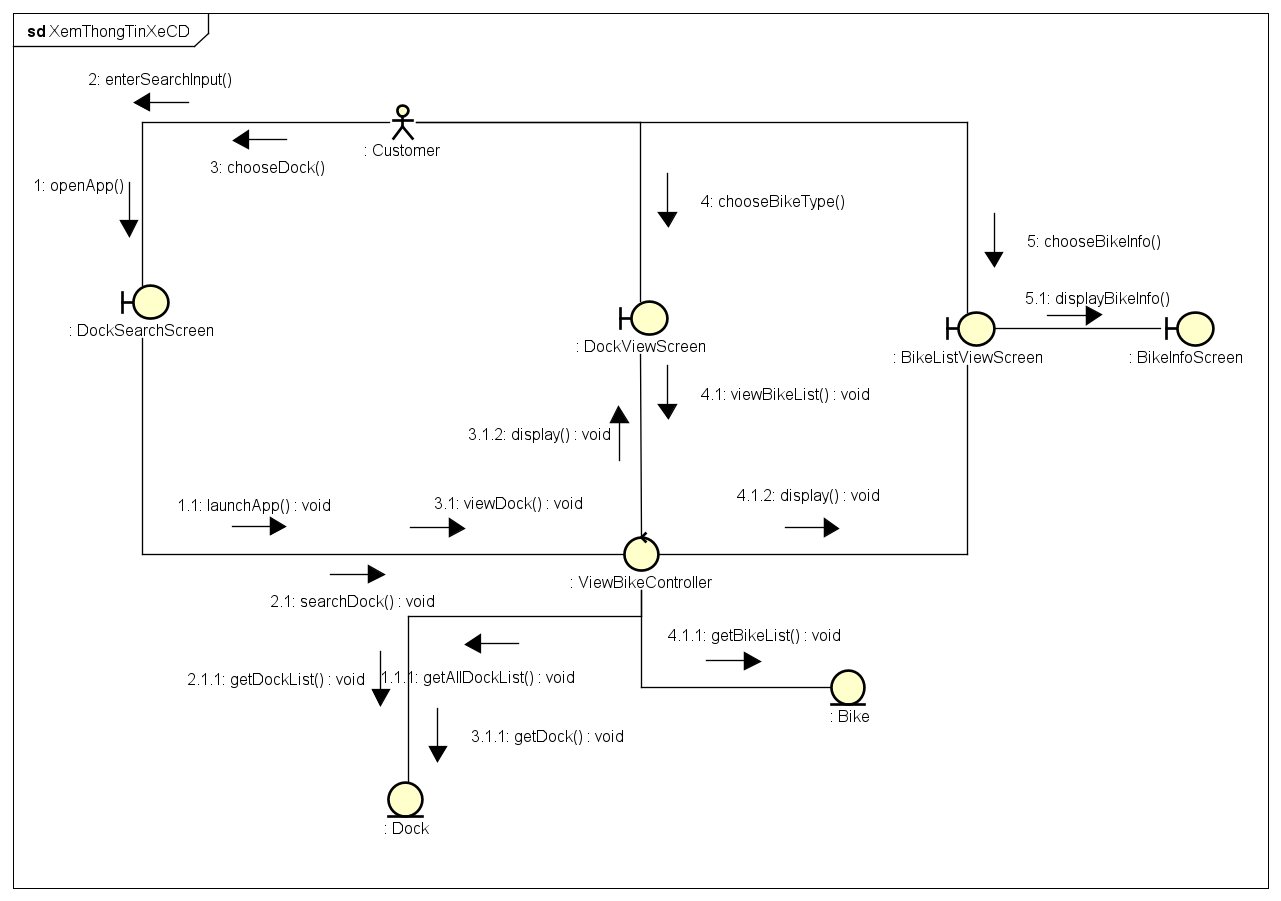 sd XemThongTinXeCD
2: enterSearchInput()
: Customer
3: chooseDock()
1: openApp()
4: chooseBikeType()
5: chooseBikeInfo()
5.1: displayBikeInfo()
: DockSearchScreen
: DockViewScreen
: BikeListViewScreen
: BikeInfoScreen
4.1: viewBikeList() : void
3.1.2: display() : void
1.1: launchApp() : void
3.1: viewDock() : void
4.1.2: display() : void
: ViewBikeController
2.1: searchDock() : void
4.1.1: getBikeList() : void
2.1.1: getDockList() : void
1.1.1: getAllDockList() : void
: Bike
3.1.1: getDock() : void
: Dock